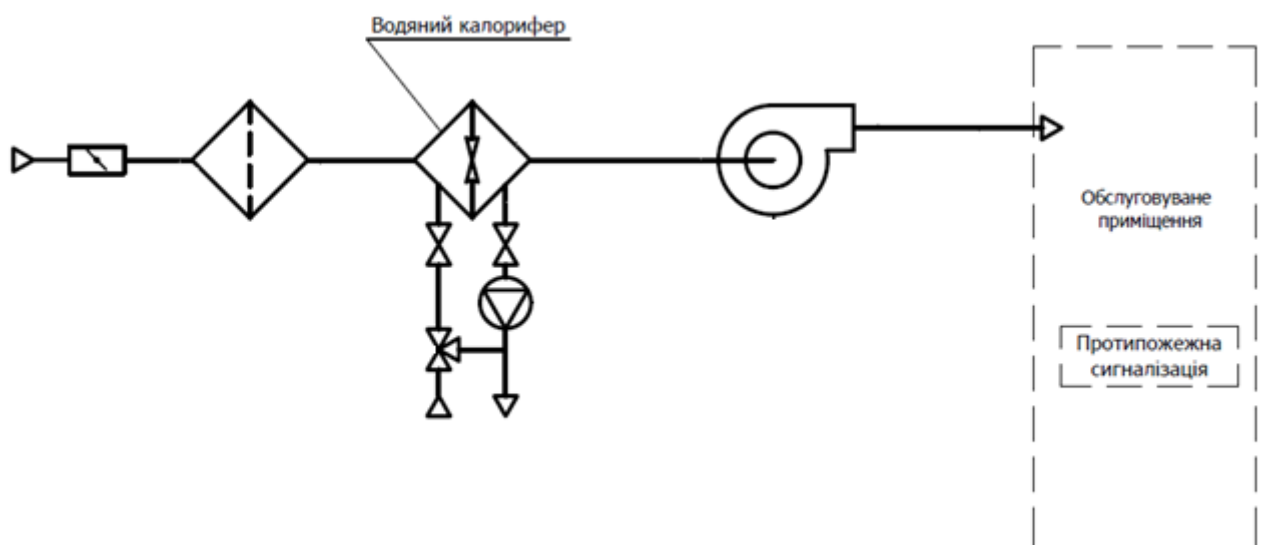 Водяний калорифер
Обслуговуване
приміщення
Протипожежна
сигналізація